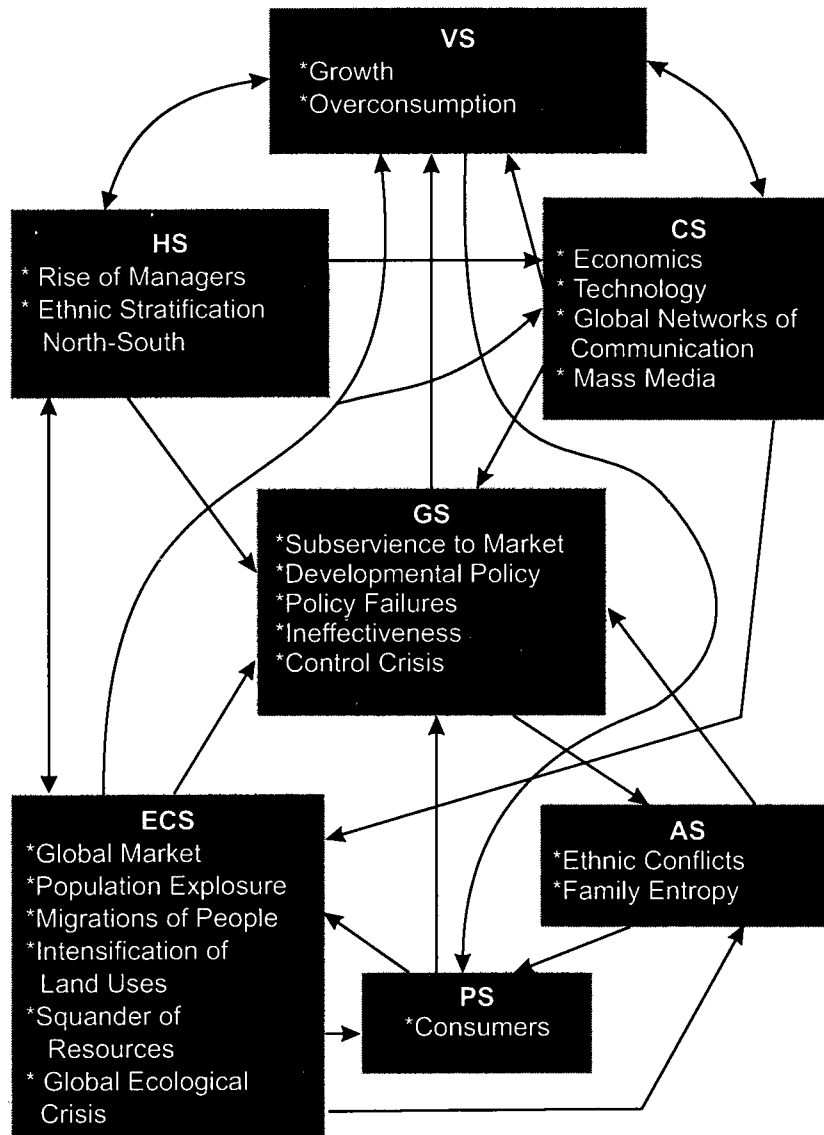 VS
*Growth
*Overconsumption
HS
* Rise of Managers
* Ethnic Stratification
North-South
CS
* Economics
* Technology
* Global Networks of
Communication
* Mass Media
GS
*Subservience to Market
*Developmental Policy
*Policy Failures
*Ineffectiveness
*Control Crisis
ECS
*Global Market
*Population Explosure
*Migrations of People
*Intensification of
Land Uses
*Squander of
Resources
* Global Ecological
Crisis
AS
*Ethnic Conflicts
*Family Entropy
PS
*Consumers